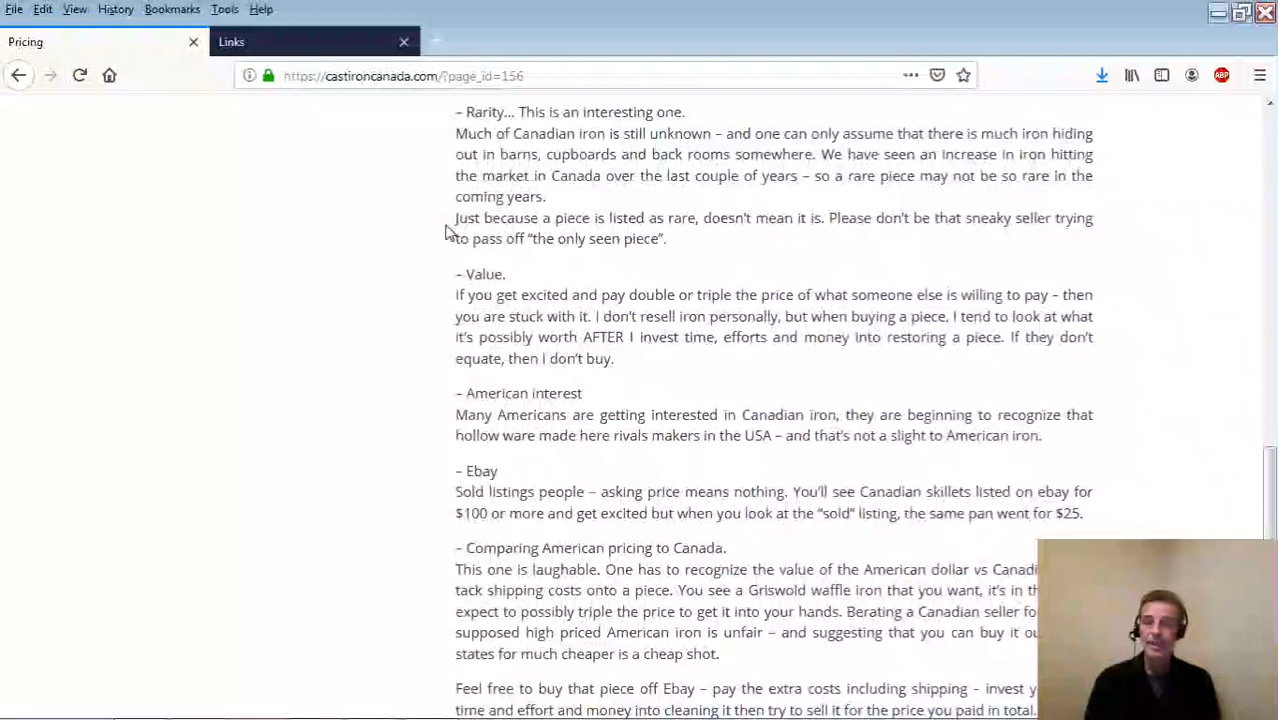 File Edit View History Bookmarks Tools Help
Pricing Links
https://castironcanada.com/?page_id=156
ABP
– Rarity... This is an interesting one.
Much of Canadian iron is still unknown – and one can only assume that there is much iron hiding
out in barns, cupboards and back rooms somewhere. We have seen an increase in iron hitting
the market in Canada over the last couple of years – so a rare piece may not be so rare in the
coming years.
Just because a piece is listed as rare, doesn't mean it is. Please don't be that sneaky seller trying
to pass off “the only seen piece”.
– Value.
If you get excited and pay double or triple the price of what someone else is willing to pay – then
you are stuck with it. I don't resell iron personally, but when buying a piece, I tend to look at what
it's possibly worth AFTER I invest time, efforts and money into restoring a piece. If they don't
equate, then I don't buy.
– American interest
Many Americans are getting interested in Canadian iron, they are beginning to recognize that
hollow ware made here rivals makers in the USA – and that's not a slight to American iron.
– Ebay
Sold listings people – asking price means nothing. You'll see Canadian skillets listed on ebay for
$100 or more and get excited but when you look at the “sold” listing, the same pan went for $25.
– Comparing American pricing to Canada.
This one is laughable. One has to recognize the value of the American dollar vs Canadi
tack shipping costs onto a piece. You see a Griswold waffle iron that you want, it's in th
expect to possibly triple the price to get it into your hands. Berating a Canadian seller fo
supposed high priced American iron is unfair – and suggesting that you can buy it ou
states for much cheaper is a cheap shot.
Feel free to buy that piece off Ebay – pay the extra costs including shipping – invest y
time and effort and money into cleaning it then try to sell it for the price you paid in total.